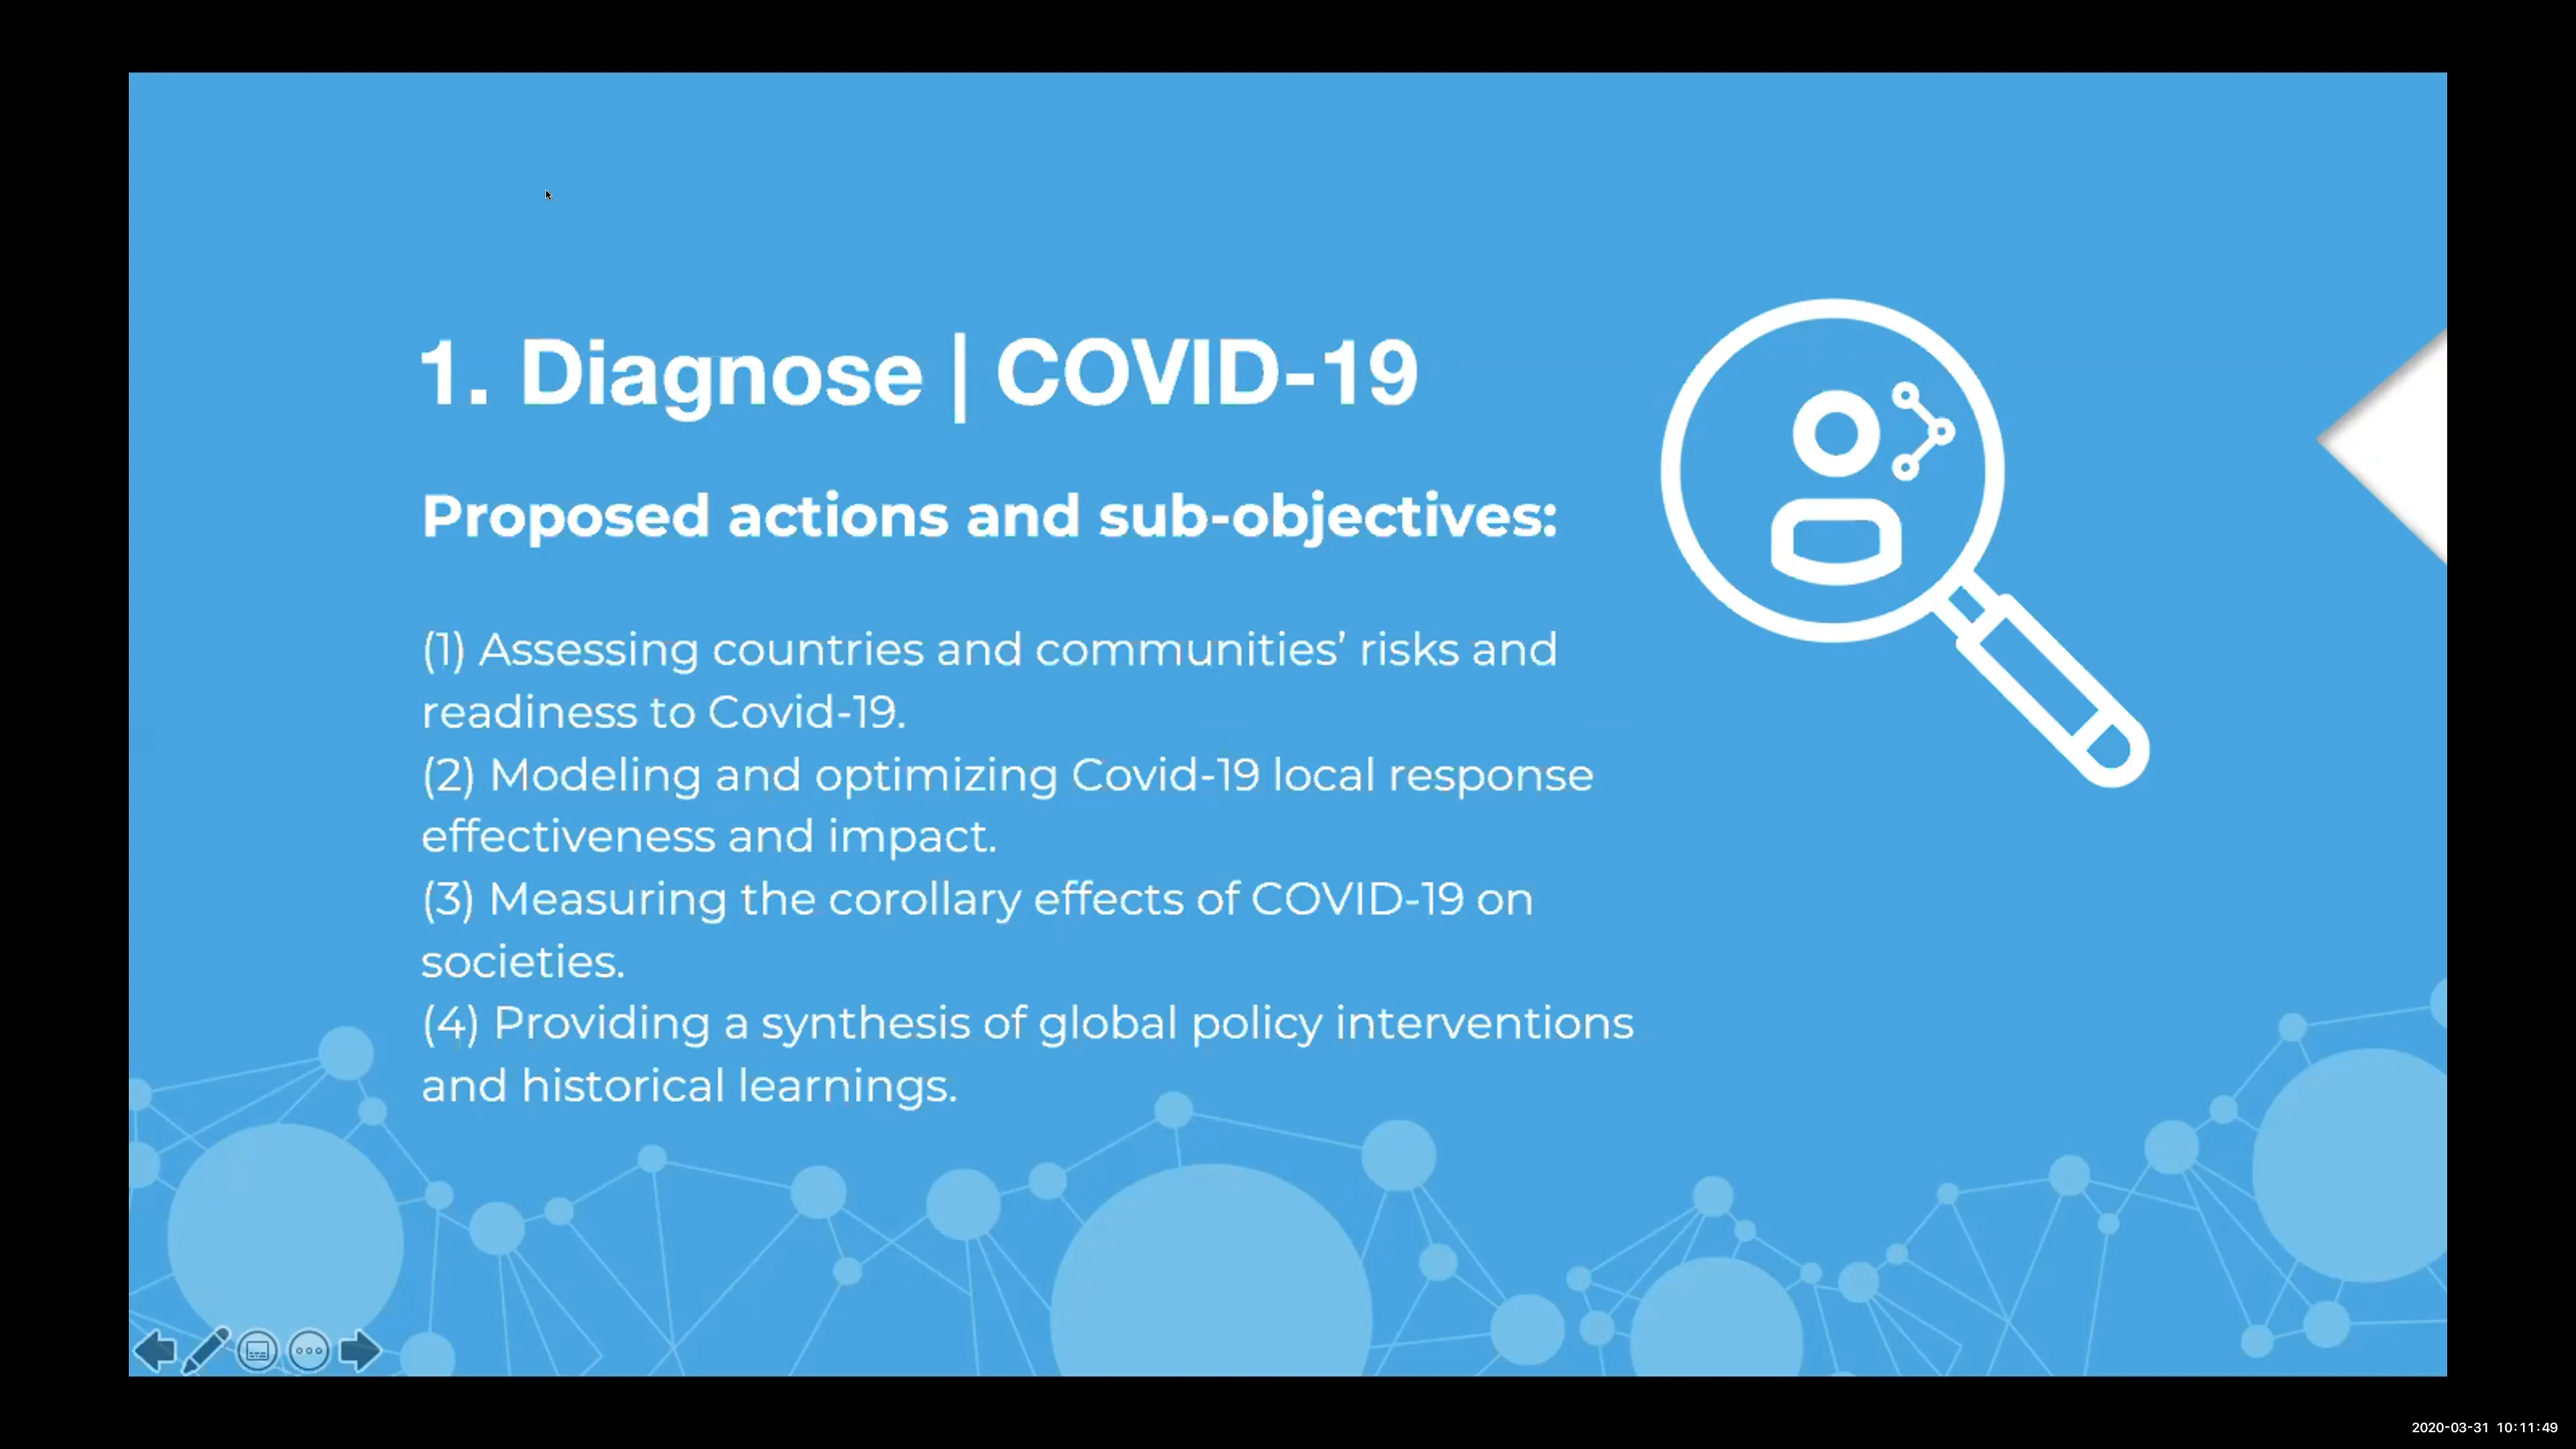 1. Diagnose | COVID-19
Proposed actions and sub-objectives:
(1) Assessing countries and communities’ risks and
readiness to Covid-19.
(2) Modeling and optimizing Covid-19 local response
effectiveness and impact.
(3) Measuring the corollary effects of COVID-19 on
societies.
(4) Providing a synthesis of global policy interventions
and historical learnings.
2020-03-31 10:11:49